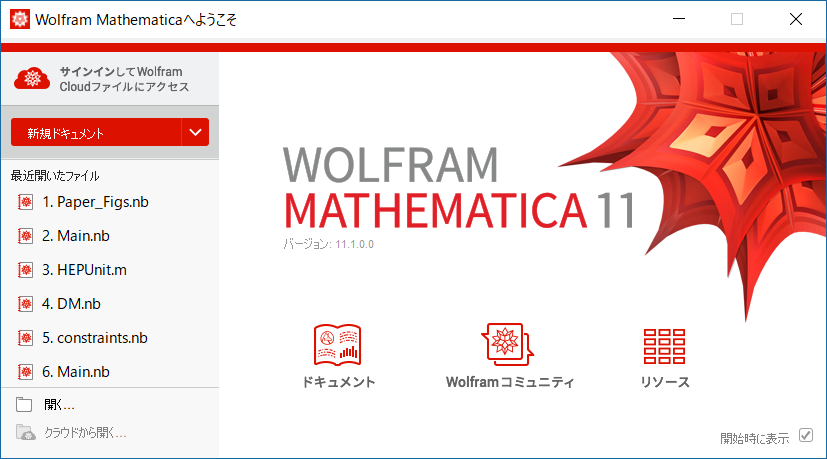 Wolfram Mathematicaへようこそ
サインインしてWolfram
Cloudファイルにアクセス
新規ドキュメント
最近開いたファイル
1. Paper_Figs.nb
2. Main.nb
3. HEPUnit.m
4. DM.nb
5. constraints.nb
6. Main.nb
開く...
クラウドから開く...
WOLFRAM
MATHEMATICA 11
バージョン: 11.1.0.0
ドキュメント
Wolframコミュニティ
リソース
開始時に表示